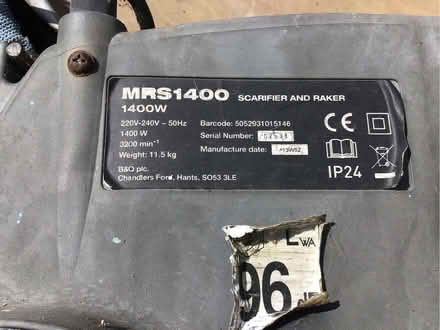 MRS1400 SCARIFIER AND RAKER
1400W
220V-240V ~ 50Hz Barcode: 5052931015146
1400 W Serial Number:
3200 min⁻¹ Manufacture date:
Weight: 11.5 kg
B&Q plc.
Chandlers Ford, Hants, SO53 3LE
CE
IP24
LWA
96 dB